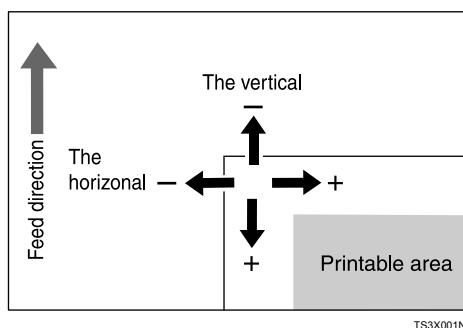 The vertical
−
Feed direction
The
horizonal − +
+
Printable area
TS3X001N